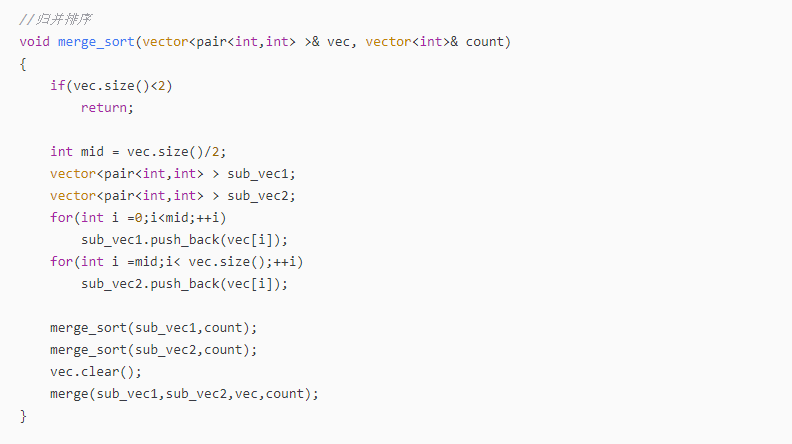 //归并排序
void merge_sort(vector<pair<int,int> >& vec, vector<int>& count)
{
    if(vec.size()<2)
        return;

    int mid = vec.size()/2;
    vector<pair<int,int> > sub_vec1;
    vector<pair<int,int> > sub_vec2;
    for(int i =0;i<mid;++i)
        sub_vec1.push_back(vec[i]);
    for(int i =mid;i< vec.size();++i)
        sub_vec2.push_back(vec[i]);

    merge_sort(sub_vec1,count);
    merge_sort(sub_vec2,count);
    vec.clear();
    merge(sub_vec1,sub_vec2,vec,count);
}